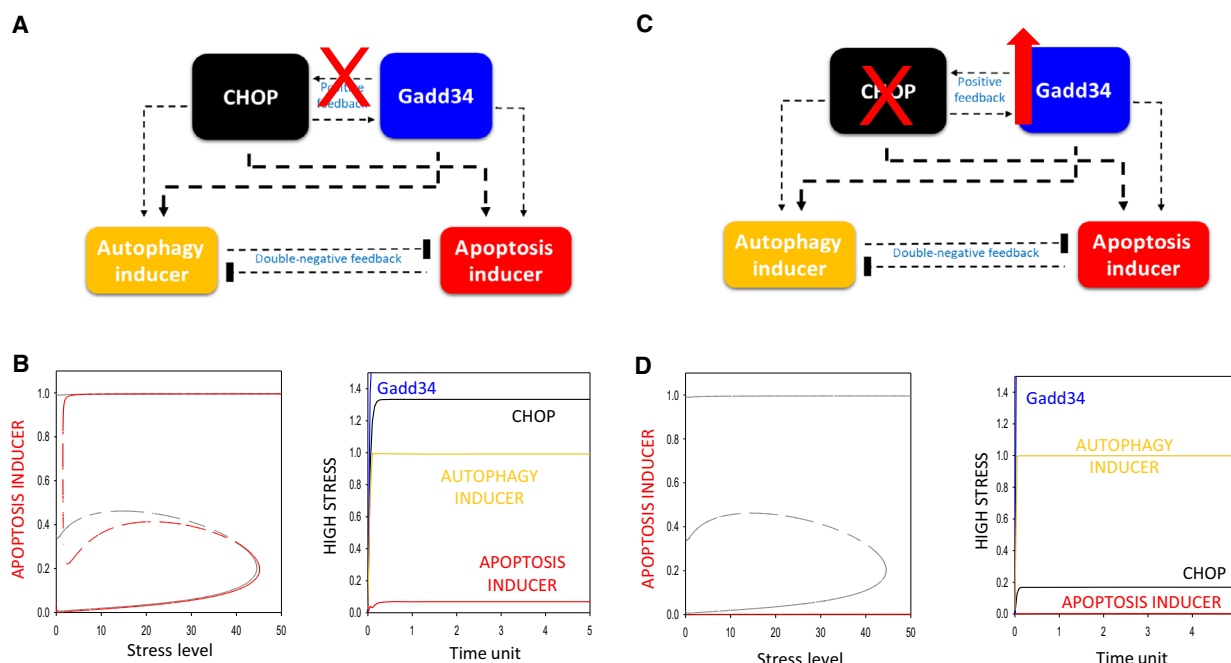 A
CHOP
Positive
feedback
Gadd34
Autophagy
inducer
Double-negative feedback
Apoptosis
inducer
C
CHOP
Positive
feedback
Gadd34
Autophagy
inducer
Double-negative feedback
Apoptosis
inducer
B
APOPTOSIS INDUCER
1.0
0.8
0.6
0.4
0.2
0.0
0 10 20 30 40 50
Stress level
HIGH STRESS
1.4
1.2
1.0
0.8
0.6
0.4
0.2
0.0
Gadd34
CHOP
AUTOPHAGY
INDUCER
APOPTOSIS
INDUCER
0 1 2 3 4 5
Time unit
D
APOPTOSIS INDUCER
1.0
0.8
0.6
0.4
0.2
0.0
0 10 20 30 40 50
Stress level
HIGH STRESS
1.4
1.2
1.0
0.8
0.6
0.4
0.2
0.0
Gadd34
AUTOPHAGY
INDUCER
CHOP
APOPTOSIS INDUCER
0 1 2 3 4
Time unit